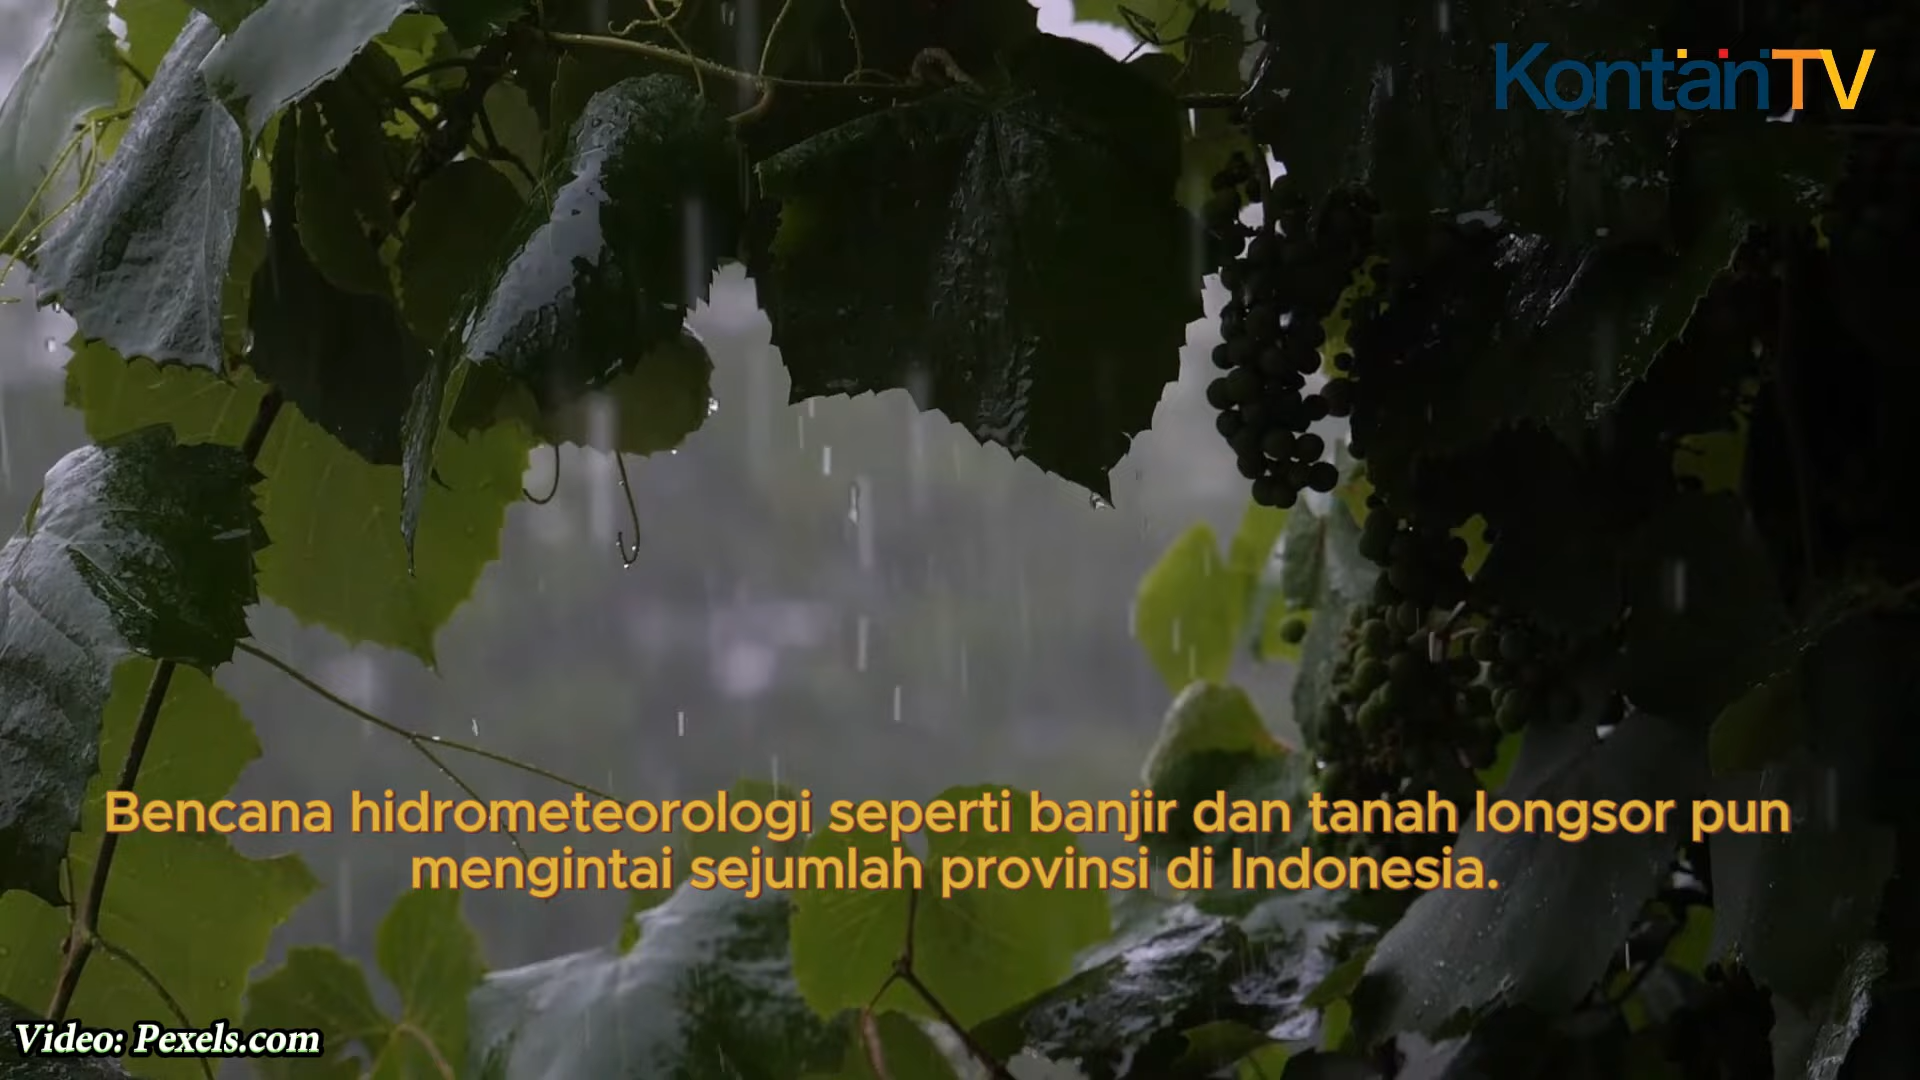 KontanTV
Bencana hidrometeorologi seperti banjir dan tanah longsor pun
mengintai sejumlah provinsi di Indonesia.
Video: Pexels.com